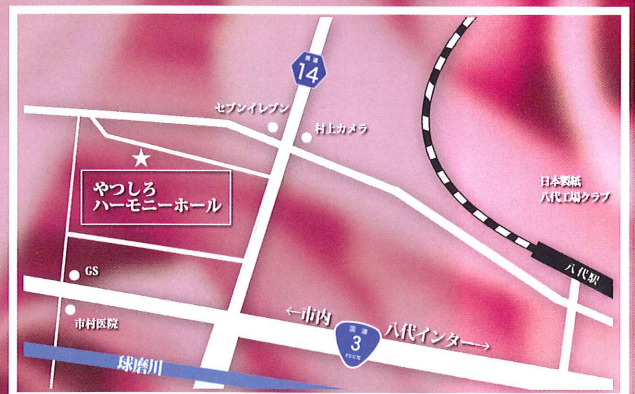 県道
14
セブンイレブン
村上カメラ
やつしろ
ハーモニーホール
日本製紙
八代工場クラブ
八代駅
GS
市村医院
←市内
国道
3
ROUTE
八代インター→
球磨川